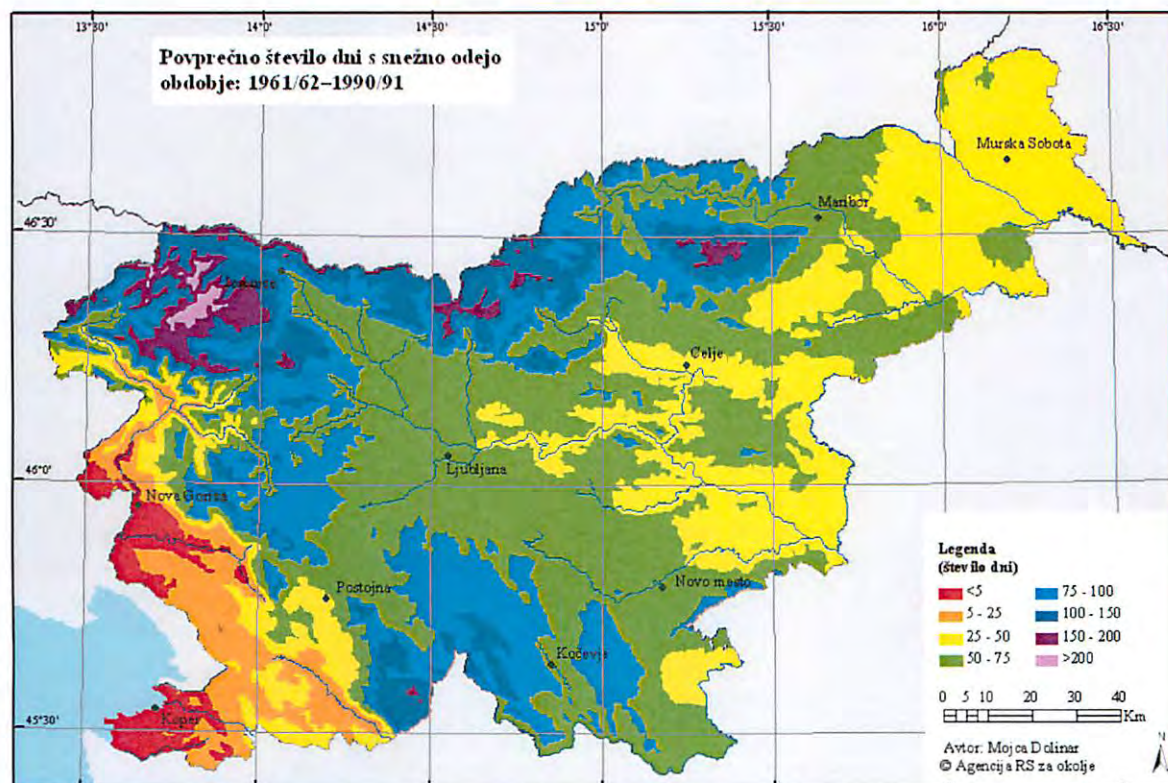 13°30' 14°0' 14°30' 15°0' 15°30' 16°0' 16°30'
Povprečno število dni s snežno odejo
obdobje: 1961/62–1990/91
Murska Sobota
Maribor
46°30'
Jesenice
Celje
Ljubljana
46°0'
Nova Gorica
Postojna
Novo mesto
Kočevje
Koper
45°30'
Legenda
(število dni)
<5 75 - 100
5 - 25 100 - 150
25 - 50 150 - 200
50 - 75 >200
0 5 10 20 30 40
Km
Avtor: Mojca Dolinar
© Agencija RS za okolje
N